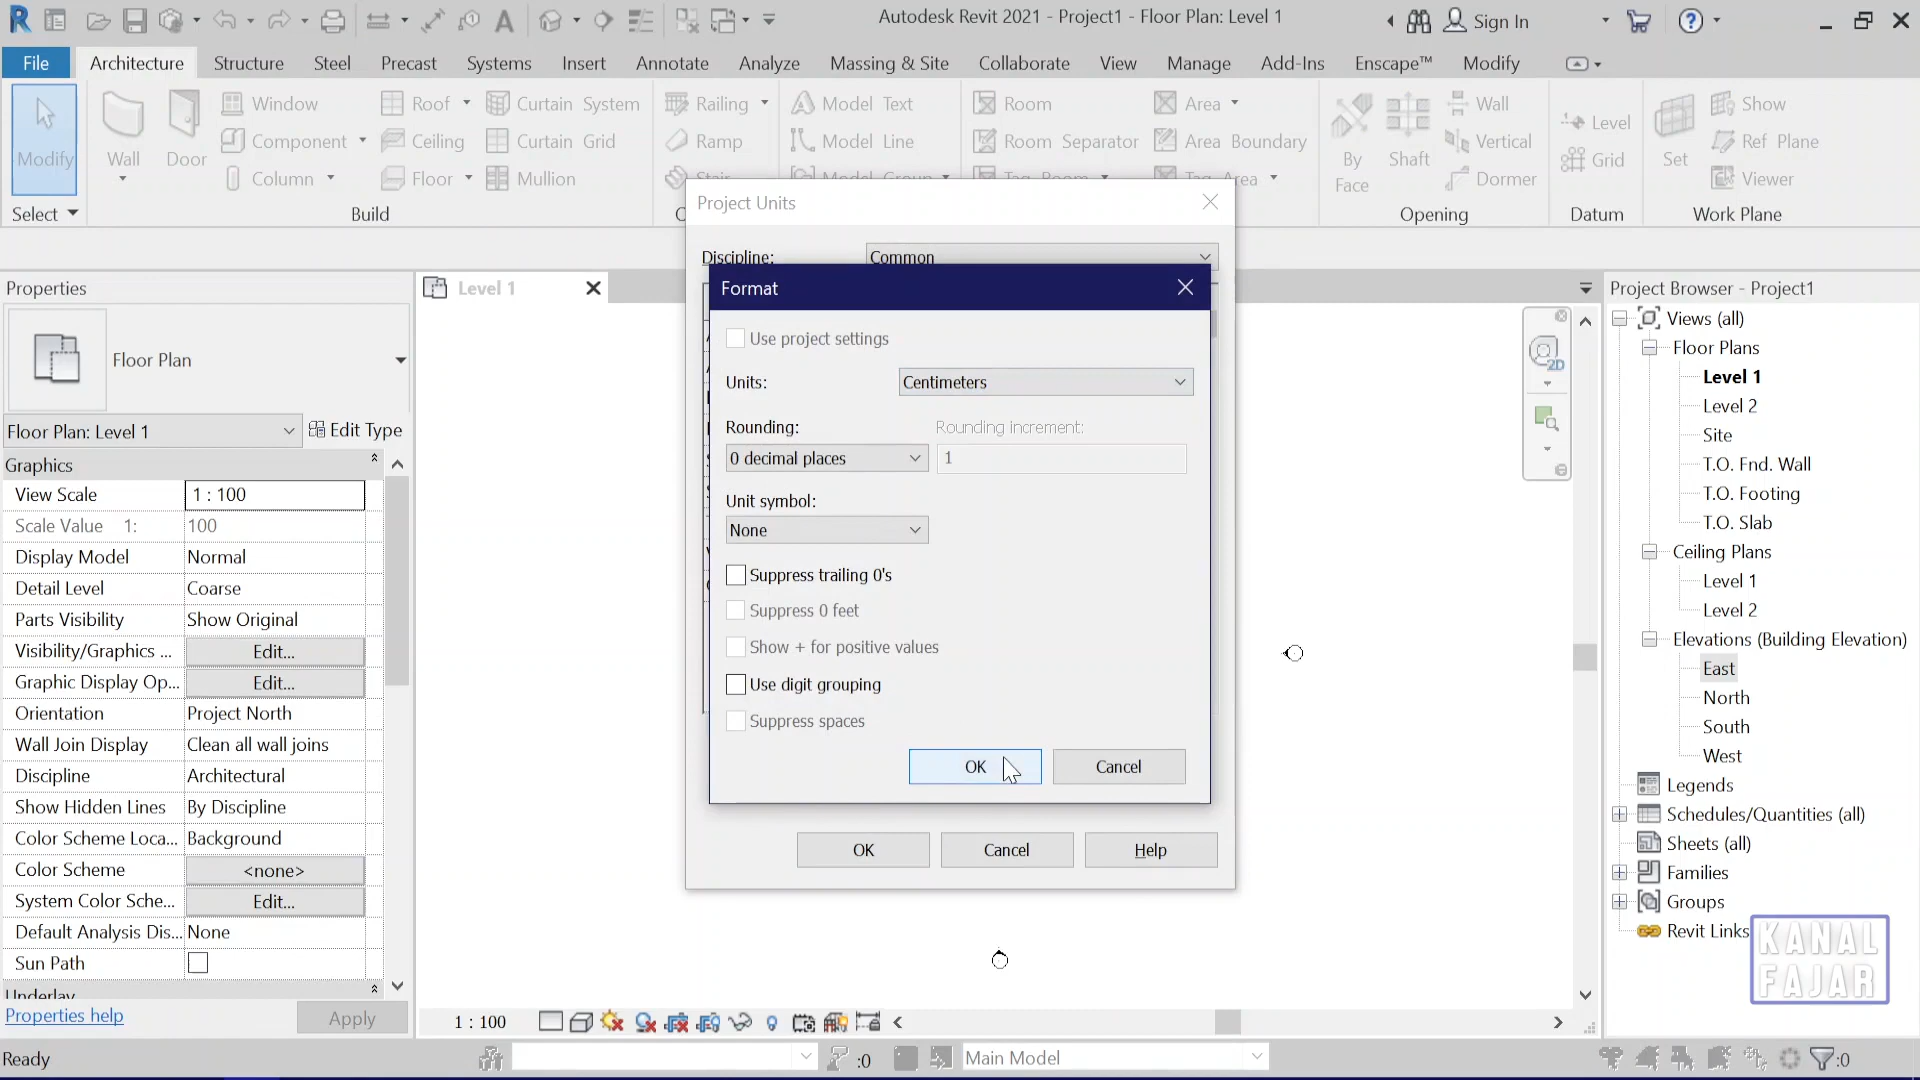 Autodesk Revit 2021 - Project1 - Floor Plan: Level 1
Sign In
File Architecture Structure Steel Precast Systems Insert Annotate Analyze Massing & Site Collaborate View Manage Add-Ins Enscape™ Modify
Modify
Wall
Door
Window
Component
Column
Roof
Ceiling
Floor
Curtain System
Curtain Grid
Mullion
Railing
Ramp
Stair
Model Text
Model Line
Model Group
Room
Room Separator
Tag Room
Area
Area Boundary
Tag Area
By
Face
Shaft
Wall
Vertical
Dormer
Level
Grid
Set
Show
Ref Plane
Viewer
Select
Build
Opening
Datum
Work Plane
Properties
Floor Plan
Floor Plan: Level 1
Edit Type
Graphics
View Scale 1 : 100
Scale Value 1: 100
Display Model Normal
Detail Level Coarse
Parts Visibility Show Original
Visibility/Graphics ... Edit...
Graphic Display Op... Edit...
Orientation Project North
Wall Join Display Clean all wall joins
Discipline Architectural
Show Hidden Lines By Discipline
Color Scheme Loca... Background
Color Scheme <none>
System Color Sche... Edit...
Default Analysis Dis... None
Sun Path
Underlay
Properties help
Apply
Level 1
Project Units
Discipline: Common
Format
Use project settings
Units: Centimeters
Rounding: Rounding increment:
0 decimal places 1
Unit symbol:
None
Suppress trailing 0's
Suppress 0 feet
Show + for positive values
Use digit grouping
Suppress spaces
OK Cancel
OK Cancel Help
2D
Project Browser - Project1
Views (all)
Floor Plans
Level 1
Level 2
Site
T.O. Fnd. Wall
T.O. Footing
T.O. Slab
Ceiling Plans
Level 1
Level 2
Elevations (Building Elevation)
East
North
South
West
Legends
Schedules/Quantities (all)
Sheets (all)
Families
Groups
Revit Links
KANAL
FAJAR
1 : 100
Ready
:0
Main Model
:0